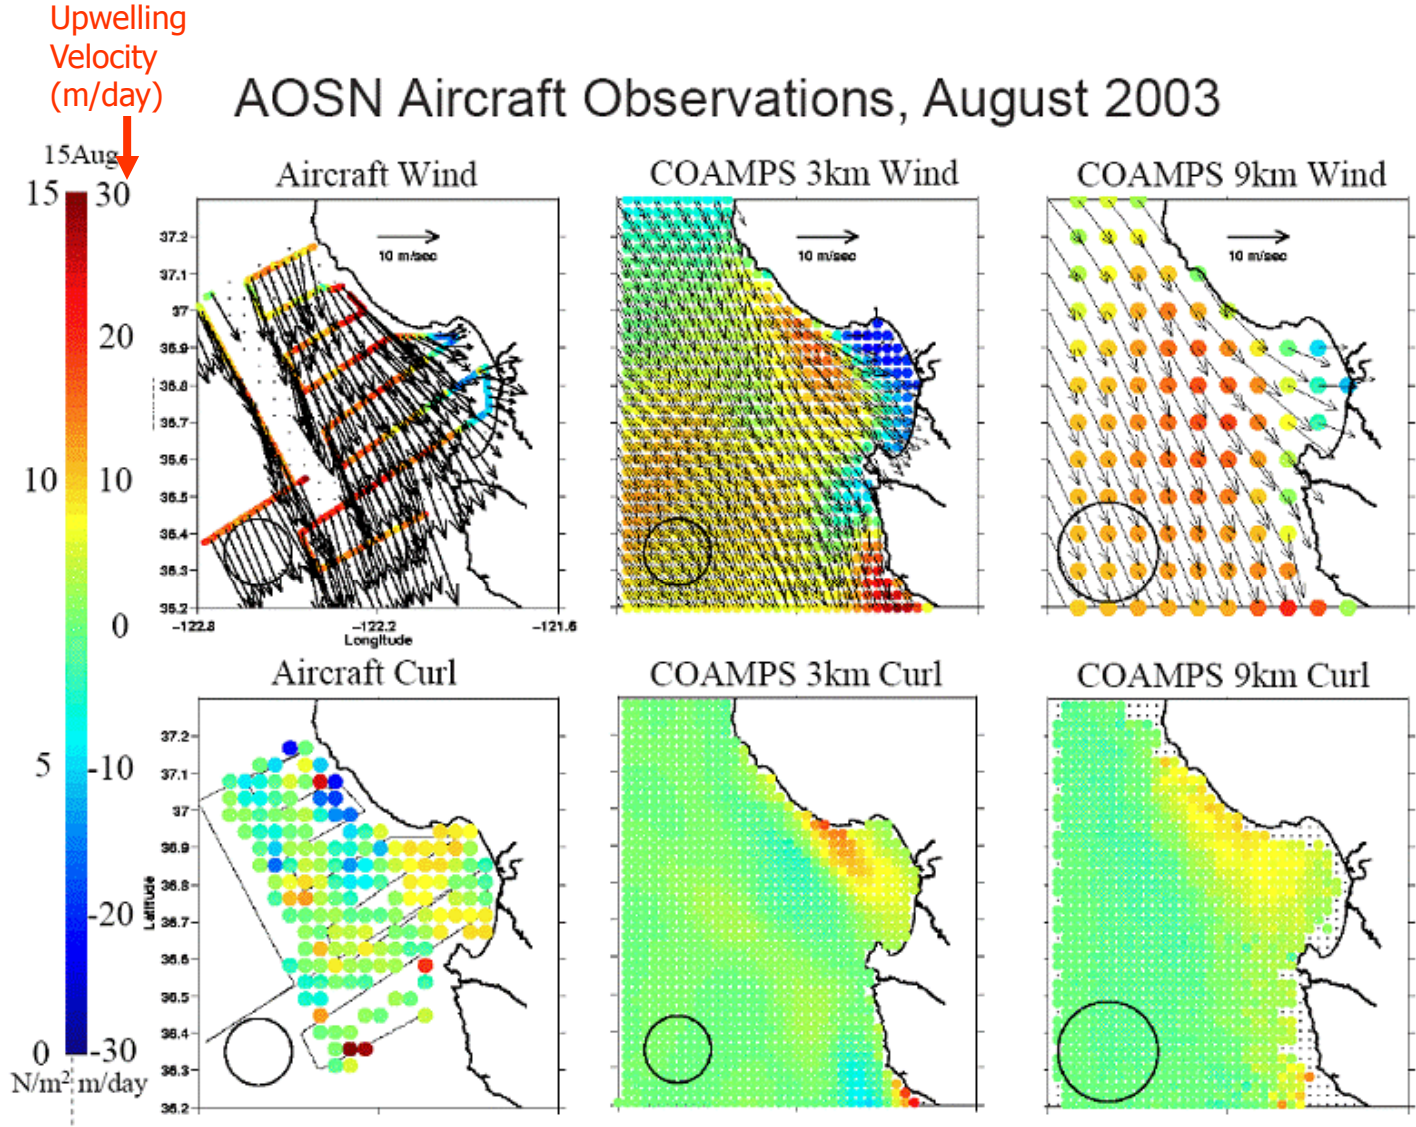 Upwelling
Velocity
(m/day)
AOSN Aircraft Observations, August 2003
15Aug
15 30
20
10 10
0
5 -10
-20
0 -30
N/m² m/day
Aircraft Wind
37.2
37.1
37
36.9
36.8
36.7
36.6
36.5
36.4
36.3
35.2
10 m/sec
-122.8 -122.2 -121.6
Longitude
COAMPS 3km Wind
10 m/sec
COAMPS 9km Wind
10 m/sec
Aircraft Curl
37.2
37.1
37
36.9
36.8
36.7
36.6
36.5
36.4
36.3
36.2
Latitude
COAMPS 3km Curl
COAMPS 9km Curl